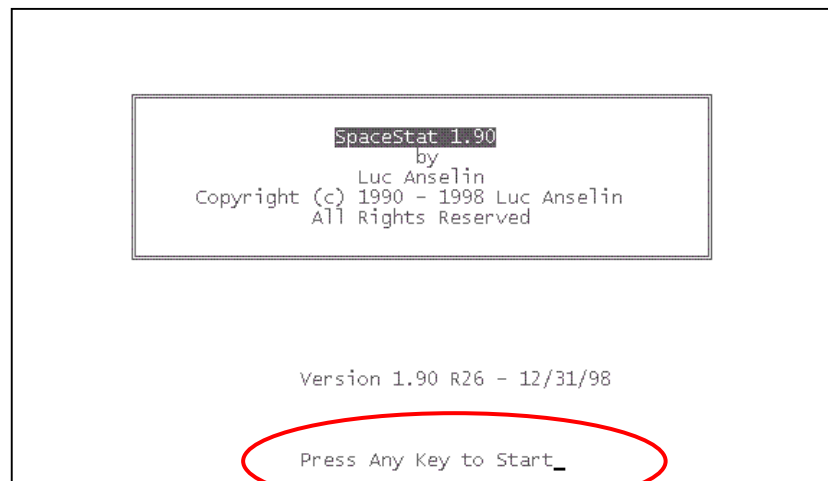 SpaceStat 1.90
by
Luc Anselin
Copyright (c) 1990 - 1998 Luc Anselin
All Rights Reserved
Version 1.90 R26 - 12/31/98
Press Any Key to Start_